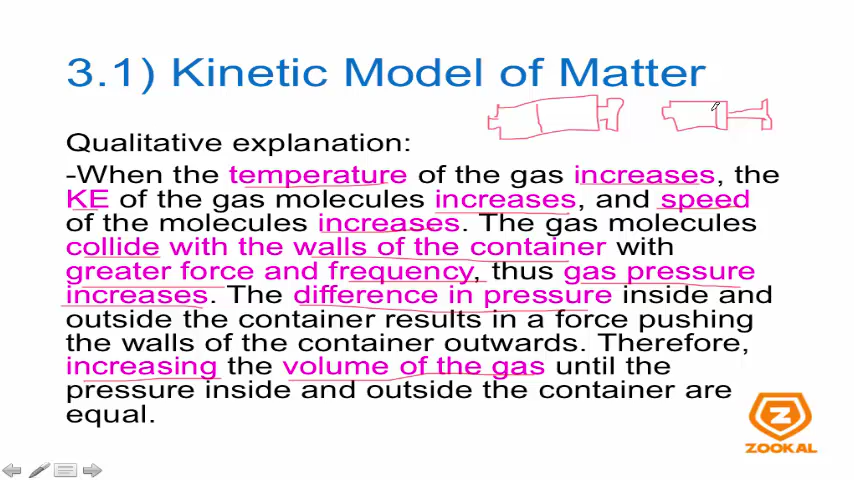 3.1) Kinetic Model of Matter
Qualitative explanation:
-When the temperature of the gas increases, the
KE of the gas molecules increases, and speed
of the molecules increases. The gas molecules
collide with the walls of the container with
greater force and frequency, thus gas pressure
increases. The difference in pressure inside and
outside the container results in a force pushing
the walls of the container outwards. Therefore,
increasing the volume of the gas until the
pressure inside and outside the container are
equal.
Z
ZOOKAL